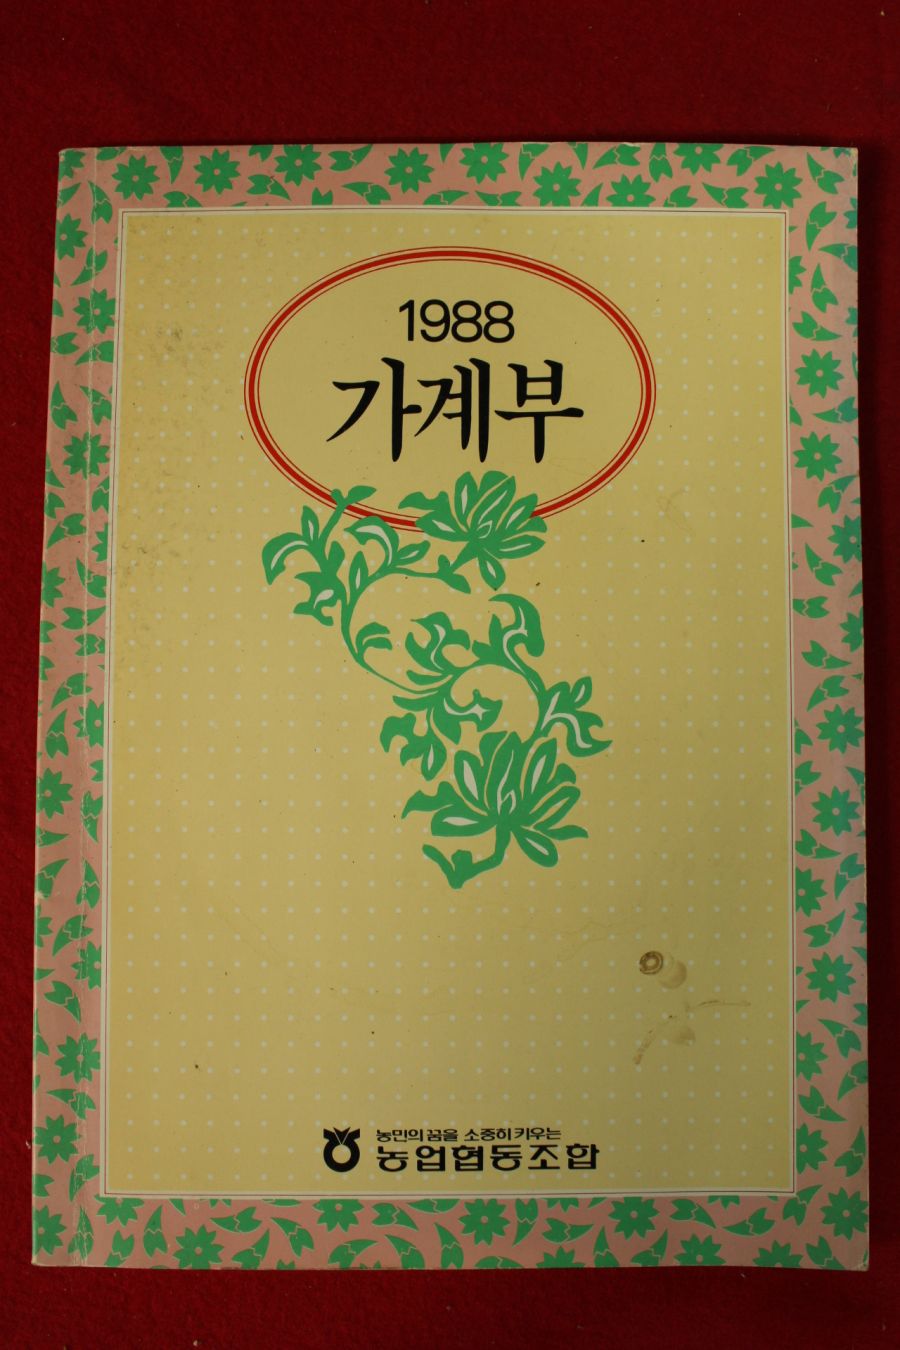 1988
가계부
농민의 꿈을 소중히 키우는
농업협동조합